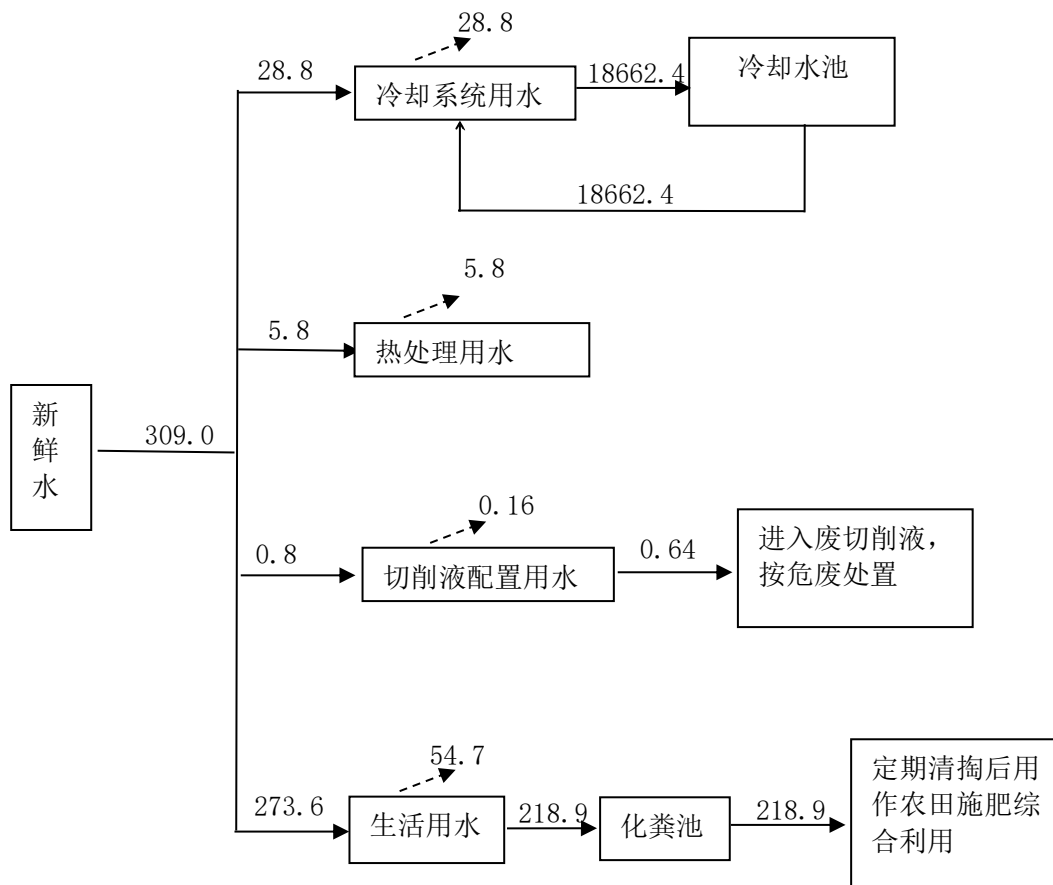 28.8
28.8
冷却系统用水
18662.4
冷却水池
18662.4
5.8
5.8
热处理用水
新
鲜
水
309.0
0.16
0.8
切削液配置用水
0.64
进入废切削液，
按危废处置
54.7
273.6
生活用水
218.9
化粪池
218.9
定期清掏后用
作农田施肥综
合利用